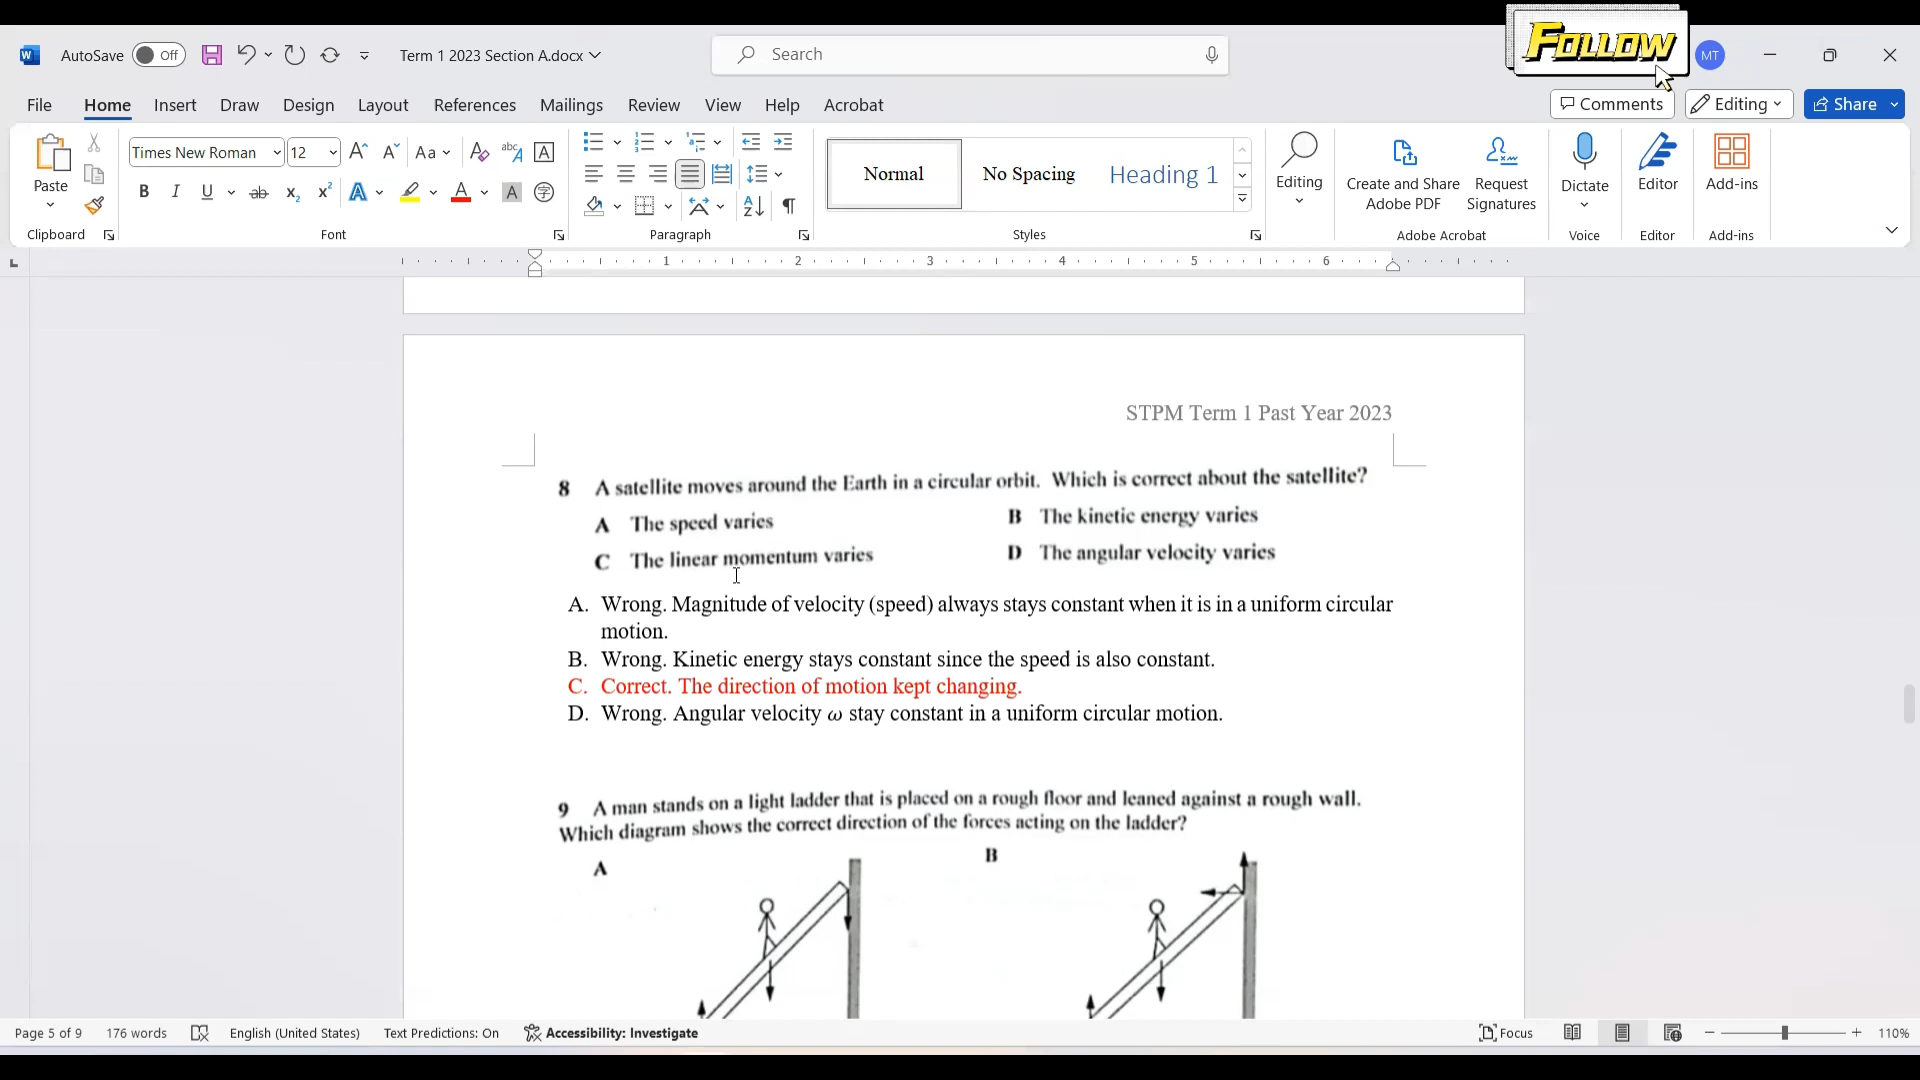 FOLLOW
AutoSave Off Term 1 2023 Section A.docx Search MT
File Home Insert Draw Design Layout References Mailings Review View Help Acrobat Comments Editing Share
Paste Times New Roman 12 Aa Normal No Spacing Heading 1 Editing Create and Share Adobe PDF Request Signatures Dictate Editor Add-ins
Clipboard Font Paragraph Styles Adobe Acrobat Voice Editor Add-ins
1 2 3 4 5 6
STPM Term 1 Past Year 2023
8 A satellite moves around the Earth in a circular orbit. Which is correct about the satellite?
A The speed varies B The kinetic energy varies
C The linear momentum varies D The angular velocity varies
A. Wrong. Magnitude of velocity (speed) always stays constant when it is in a uniform circular
motion.
B. Wrong. Kinetic energy stays constant since the speed is also constant.
C. Correct. The direction of motion kept changing.
D. Wrong. Angular velocity ω stay constant in a uniform circular motion.
9 A man stands on a light ladder that is placed on a rough floor and leaned against a rough wall.
Which diagram shows the correct direction of the forces acting on the ladder?
A B
Page 5 of 9 176 words English (United States) Text Predictions: On Accessibility: Investigate Focus 110%